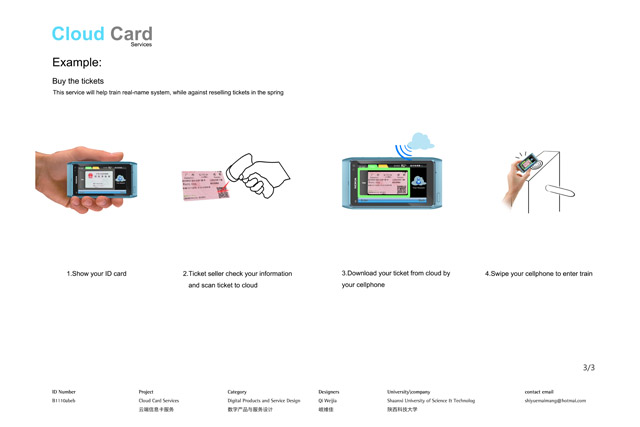 Cloud Card
Services
Example:
Buy the tickets
This service will help train real-name system, while against reselling tickets in the spring
1.Show your ID card
2.Ticket seller check your information
and scan ticket to cloud
3.Download your ticket from cloud by
your cellphone
4.Swipe your cellphone to enter train
3/3
ID Number
Project
Category
Designers
University/company
contact email
B1110abeb
Cloud Card Services
Digital Products and Service Design
QI Weijia
Shaanxi University of Science & Technolog
shiyuemaimang@hotmai.com
云端信息卡服务
数字产品与服务设计
岐维佳
陕西科技大学